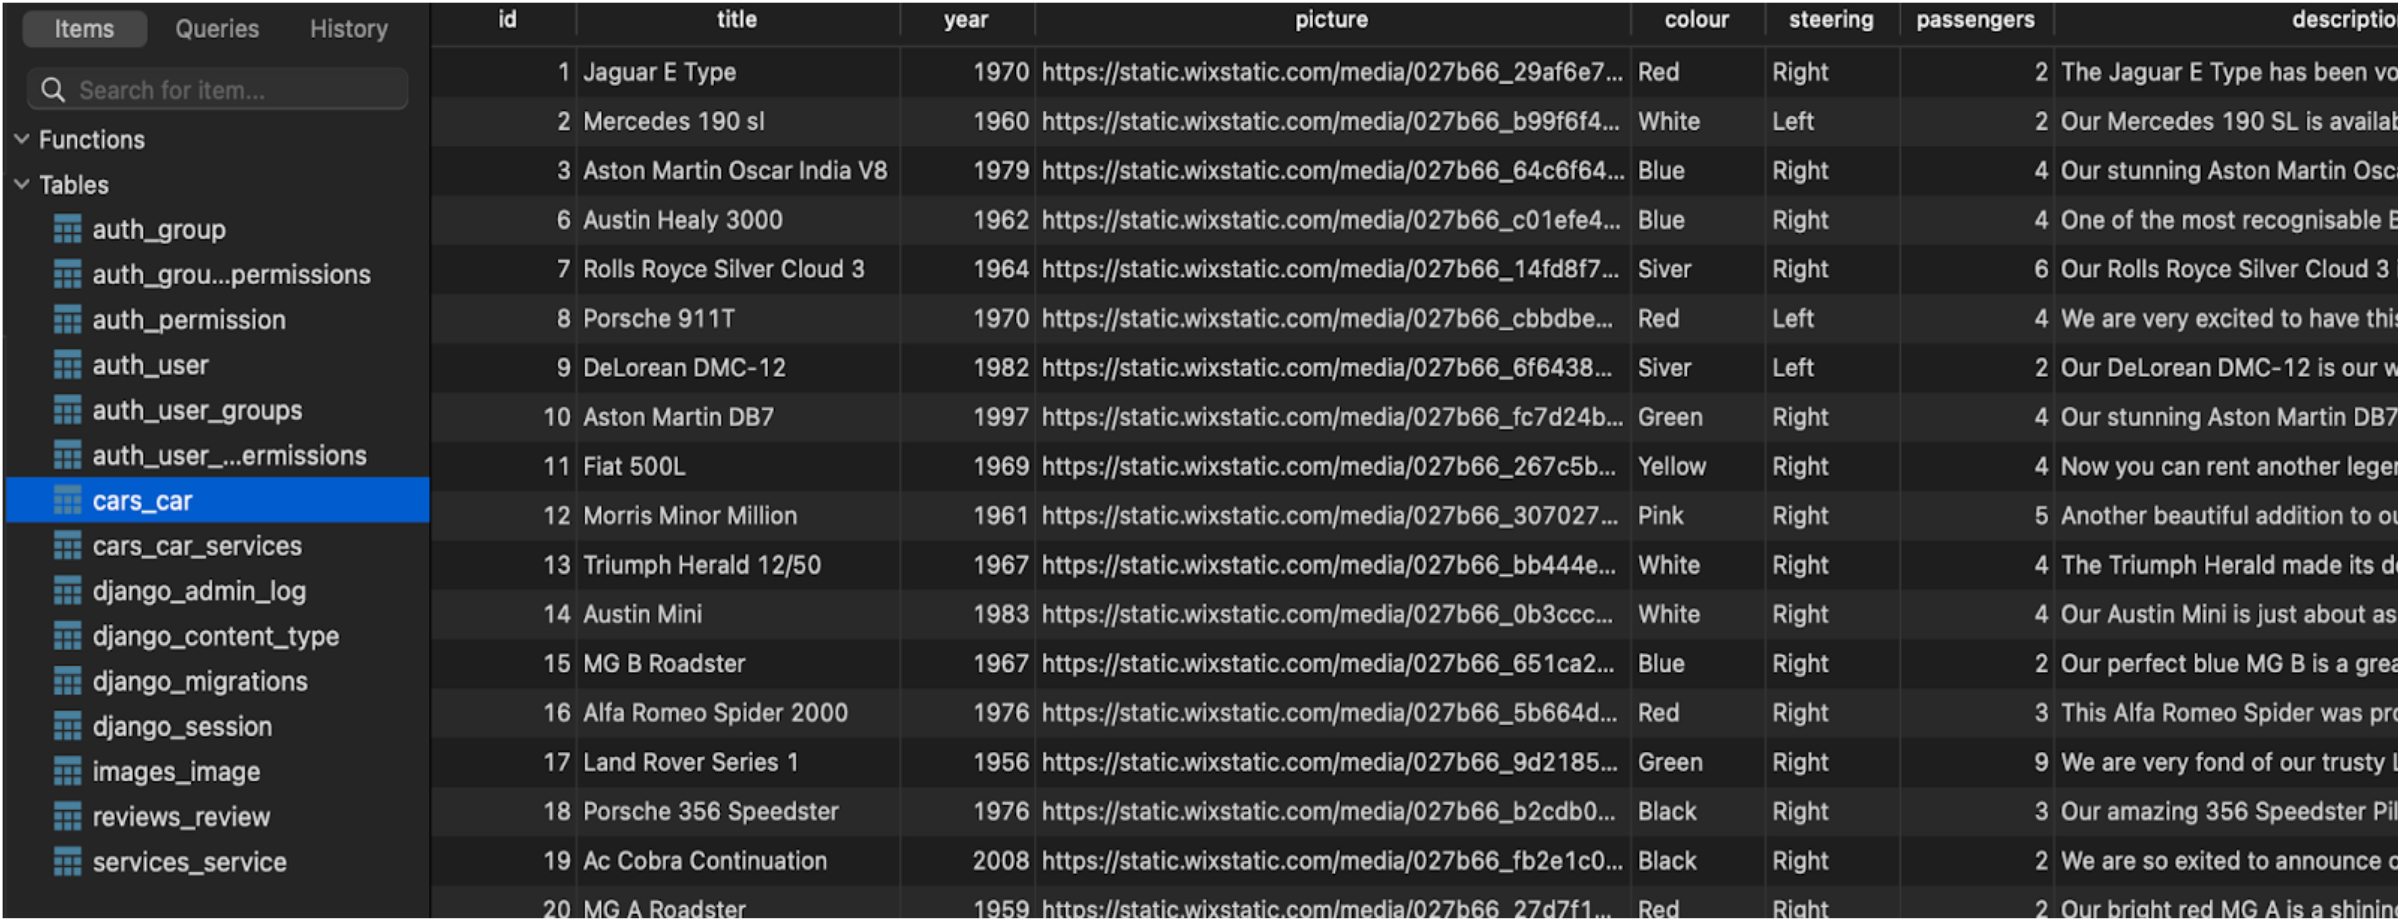 Items Queries History
Search for item...
Functions
Tables
auth_group
auth_grou...permissions
auth_permission
auth_user
auth_user_groups
auth_user_...ermissions
cars_car
cars_car_services
django_admin_log
django_content_type
django_migrations
django_session
images_image
reviews_review
services_service
id title year picture colour steering passengers descriptio
1 Jaguar E Type 1970 https://static.wixstatic.com/media/027b66_29af6e7... Red Right 2 The Jaguar E Type has been vo
2 Mercedes 190 sl 1960 https://static.wixstatic.com/media/027b66_b99f6f4... White Left 2 Our Mercedes 190 SL is availab
3 Aston Martin Oscar India V8 1979 https://static.wixstatic.com/media/027b66_64c6f64... Blue Right 4 Our stunning Aston Martin Osc
6 Austin Healy 3000 1962 https://static.wixstatic.com/media/027b66_c01efe4... Blue Right 4 One of the most recognisable B
7 Rolls Royce Silver Cloud 3 1964 https://static.wixstatic.com/media/027b66_14fd8f7... Siver Right 6 Our Rolls Royce Silver Cloud 3
8 Porsche 911T 1970 https://static.wixstatic.com/media/027b66_cbbdbe... Red Left 4 We are very excited to have this
9 DeLorean DMC-12 1982 https://static.wixstatic.com/media/027b66_6f6438... Siver Left 2 Our DeLorean DMC-12 is our w
10 Aston Martin DB7 1997 https://static.wixstatic.com/media/027b66_fc7d24b... Green Right 4 Our stunning Aston Martin DB7
11 Fiat 500L 1969 https://static.wixstatic.com/media/027b66_267c5b... Yellow Right 4 Now you can rent another leger
12 Morris Minor Million 1961 https://static.wixstatic.com/media/027b66_307027... Pink Right 5 Another beautiful addition to ou
13 Triumph Herald 12/50 1967 https://static.wixstatic.com/media/027b66_bb444e... White Right 4 The Triumph Herald made its de
14 Austin Mini 1983 https://static.wixstatic.com/media/027b66_0b3ccc... White Right 4 Our Austin Mini is just about as
15 MG B Roadster 1967 https://static.wixstatic.com/media/027b66_651ca2... Blue Right 2 Our perfect blue MG B is a grea
16 Alfa Romeo Spider 2000 1976 https://static.wixstatic.com/media/027b66_5b664d... Red Right 3 This Alfa Romeo Spider was pro
17 Land Rover Series 1 1956 https://static.wixstatic.com/media/027b66_9d2185... Green Right 9 We are very fond of our trusty L
18 Porsche 356 Speedster 1976 https://static.wixstatic.com/media/027b66_b2cdb0... Black Right 3 Our amazing 356 Speedster Pil
19 Ac Cobra Continuation 2008 https://static.wixstatic.com/media/027b66_fb2e1c0... Black Right 2 We are so exited to announce o
20 MG A Roadster 1959 https://static.wixstatic.com/media/027b66_27d7f1... Red Right 2 Our bright red MG A is a shining